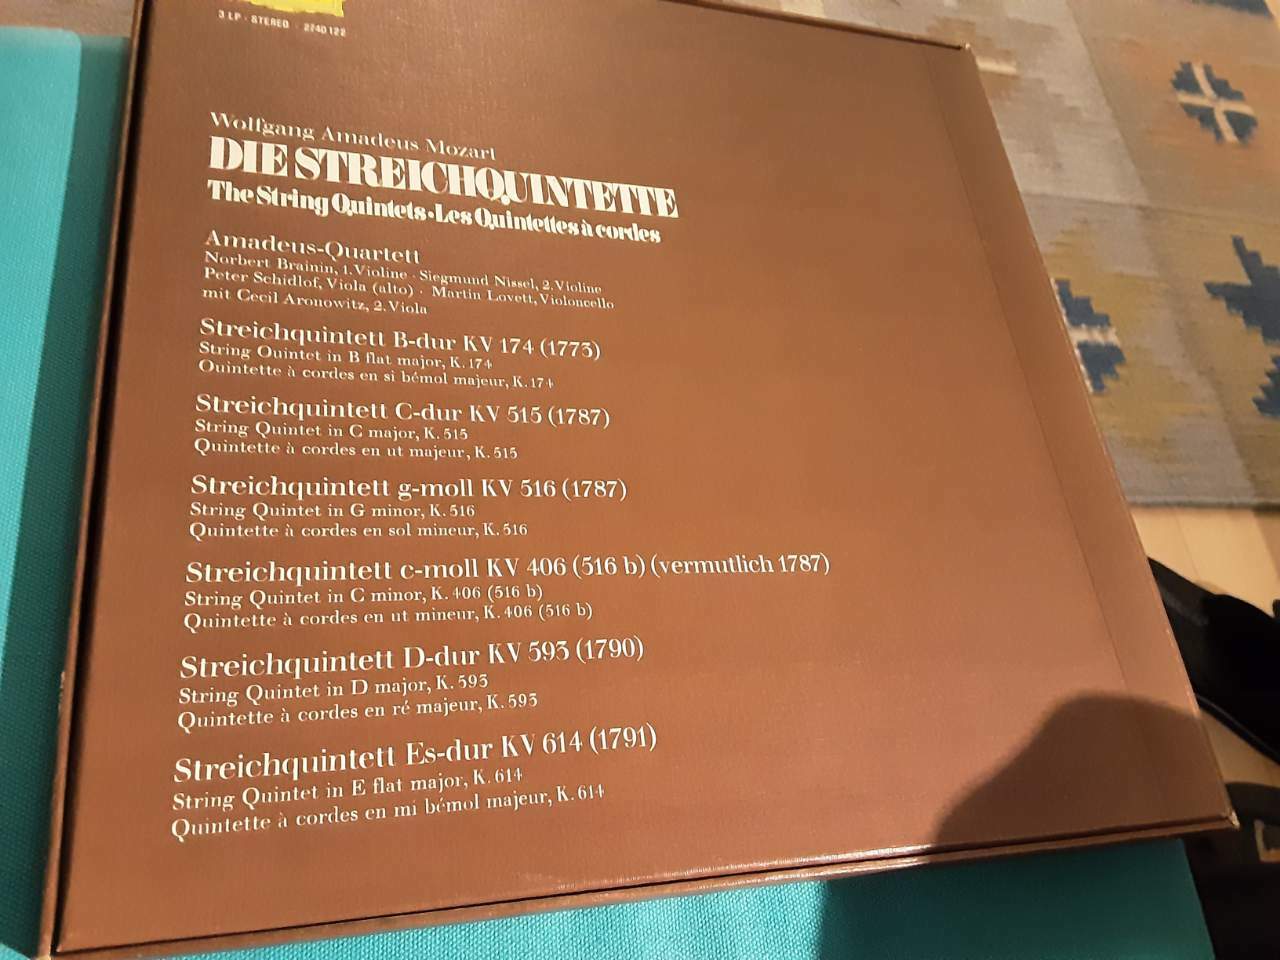 3 LP · STEREO · 2740 122
Wolfgang Amadeus Mozart
DIE STREICHQUINTETTE
The String Quintets · Les Quintettes à cordes
Amadeus-Quartett
Norbert Brainin, 1. Violine · Siegmund Nissel, 2. Violine
Peter Schidlof, Viola (alto) · Martin Lovett, Violoncello
mit Cecil Aronowitz, 2. Viola
Streichquintett B-dur KV 174 (1773)
String Quintet in B flat major, K. 174
Quintette à cordes en si bémol majeur, K. 174
Streichquintett C-dur KV 515 (1787)
String Quintet in C major, K. 515
Quintette à cordes en ut majeur, K. 515
Streichquintett g-moll KV 516 (1787)
String Quintet in G minor, K. 516
Quintette à cordes en sol mineur, K. 516
Streichquintett c-moll KV 406 (516 b) (vermutlich 1787)
String Quintet in C minor, K. 406 (516 b)
Quintette à cordes en ut mineur, K. 406 (516 b)
Streichquintett D-dur KV 593 (1790)
String Quintet in D major, K. 593
Quintette à cordes en ré majeur, K. 593
Streichquintett Es-dur KV 614 (1791)
String Quintet in E flat major, K. 614
Quintette à cordes en mi bémol majeur, K. 614